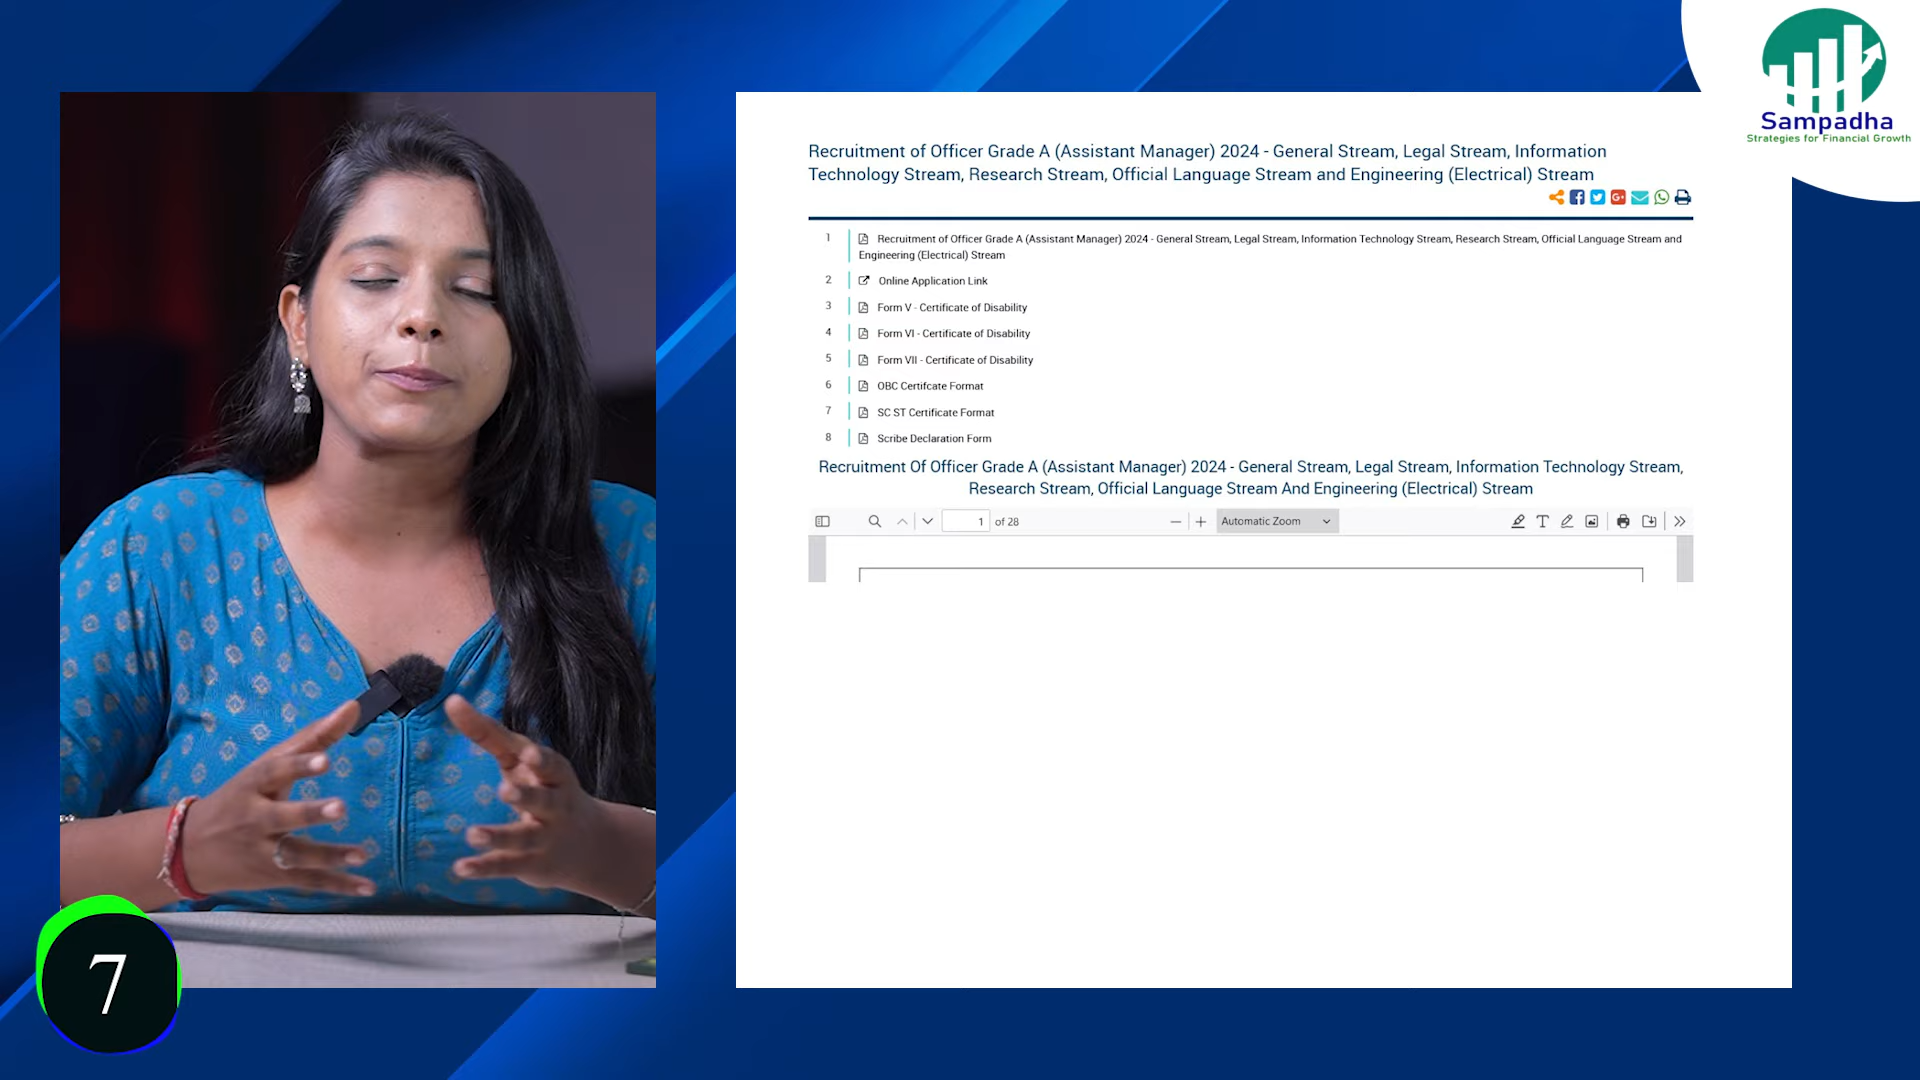 Sampadha
Strategies for Financial Growth
Recruitment of Officer Grade A (Assistant Manager) 2024 - General Stream, Legal Stream, Information
Technology Stream, Research Stream, Official Language Stream and Engineering (Electrical) Stream
1 Recruitment of Officer Grade A (Assistant Manager) 2024 - General Stream, Legal Stream, Information Technology Stream, Research Stream, Official Language Stream and
Engineering (Electrical) Stream
2 Online Application Link
3 Form V - Certificate of Disability
4 Form VI - Certificate of Disability
5 Form VII - Certificate of Disability
6 OBC Certifcate Format
7 SC ST Certificate Format
8 Scribe Declaration Form
Recruitment Of Officer Grade A (Assistant Manager) 2024 - General Stream, Legal Stream, Information Technology Stream,
Research Stream, Official Language Stream And Engineering (Electrical) Stream
1 of 28 Automatic Zoom
7